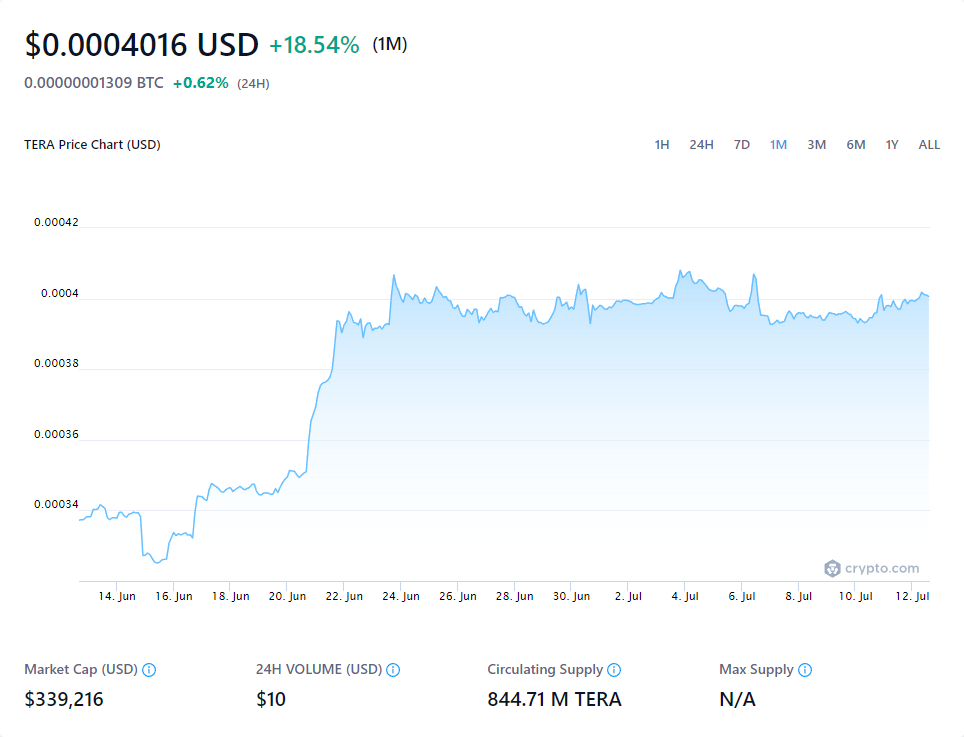 $0.0004016 USD +18.54% (1M)
0.00000001309 BTC +0.62% (24H)
TERA Price Chart (USD) 1H 24H 7D 1M 3M 6M 1Y ALL
0.00042
0.0004
0.00038
0.00036
0.00034
crypto.com
14. Jun 16. Jun 18. Jun 20. Jun 22. Jun 24. Jun 26. Jun 28. Jun 30. Jun 2. Jul 4. Jul 6. Jul 8. Jul 10. Jul 12. Jul
Market Cap (USD) 24H VOLUME (USD) Circulating Supply Max Supply
$339,216 $10 844.71 M TERA N/A